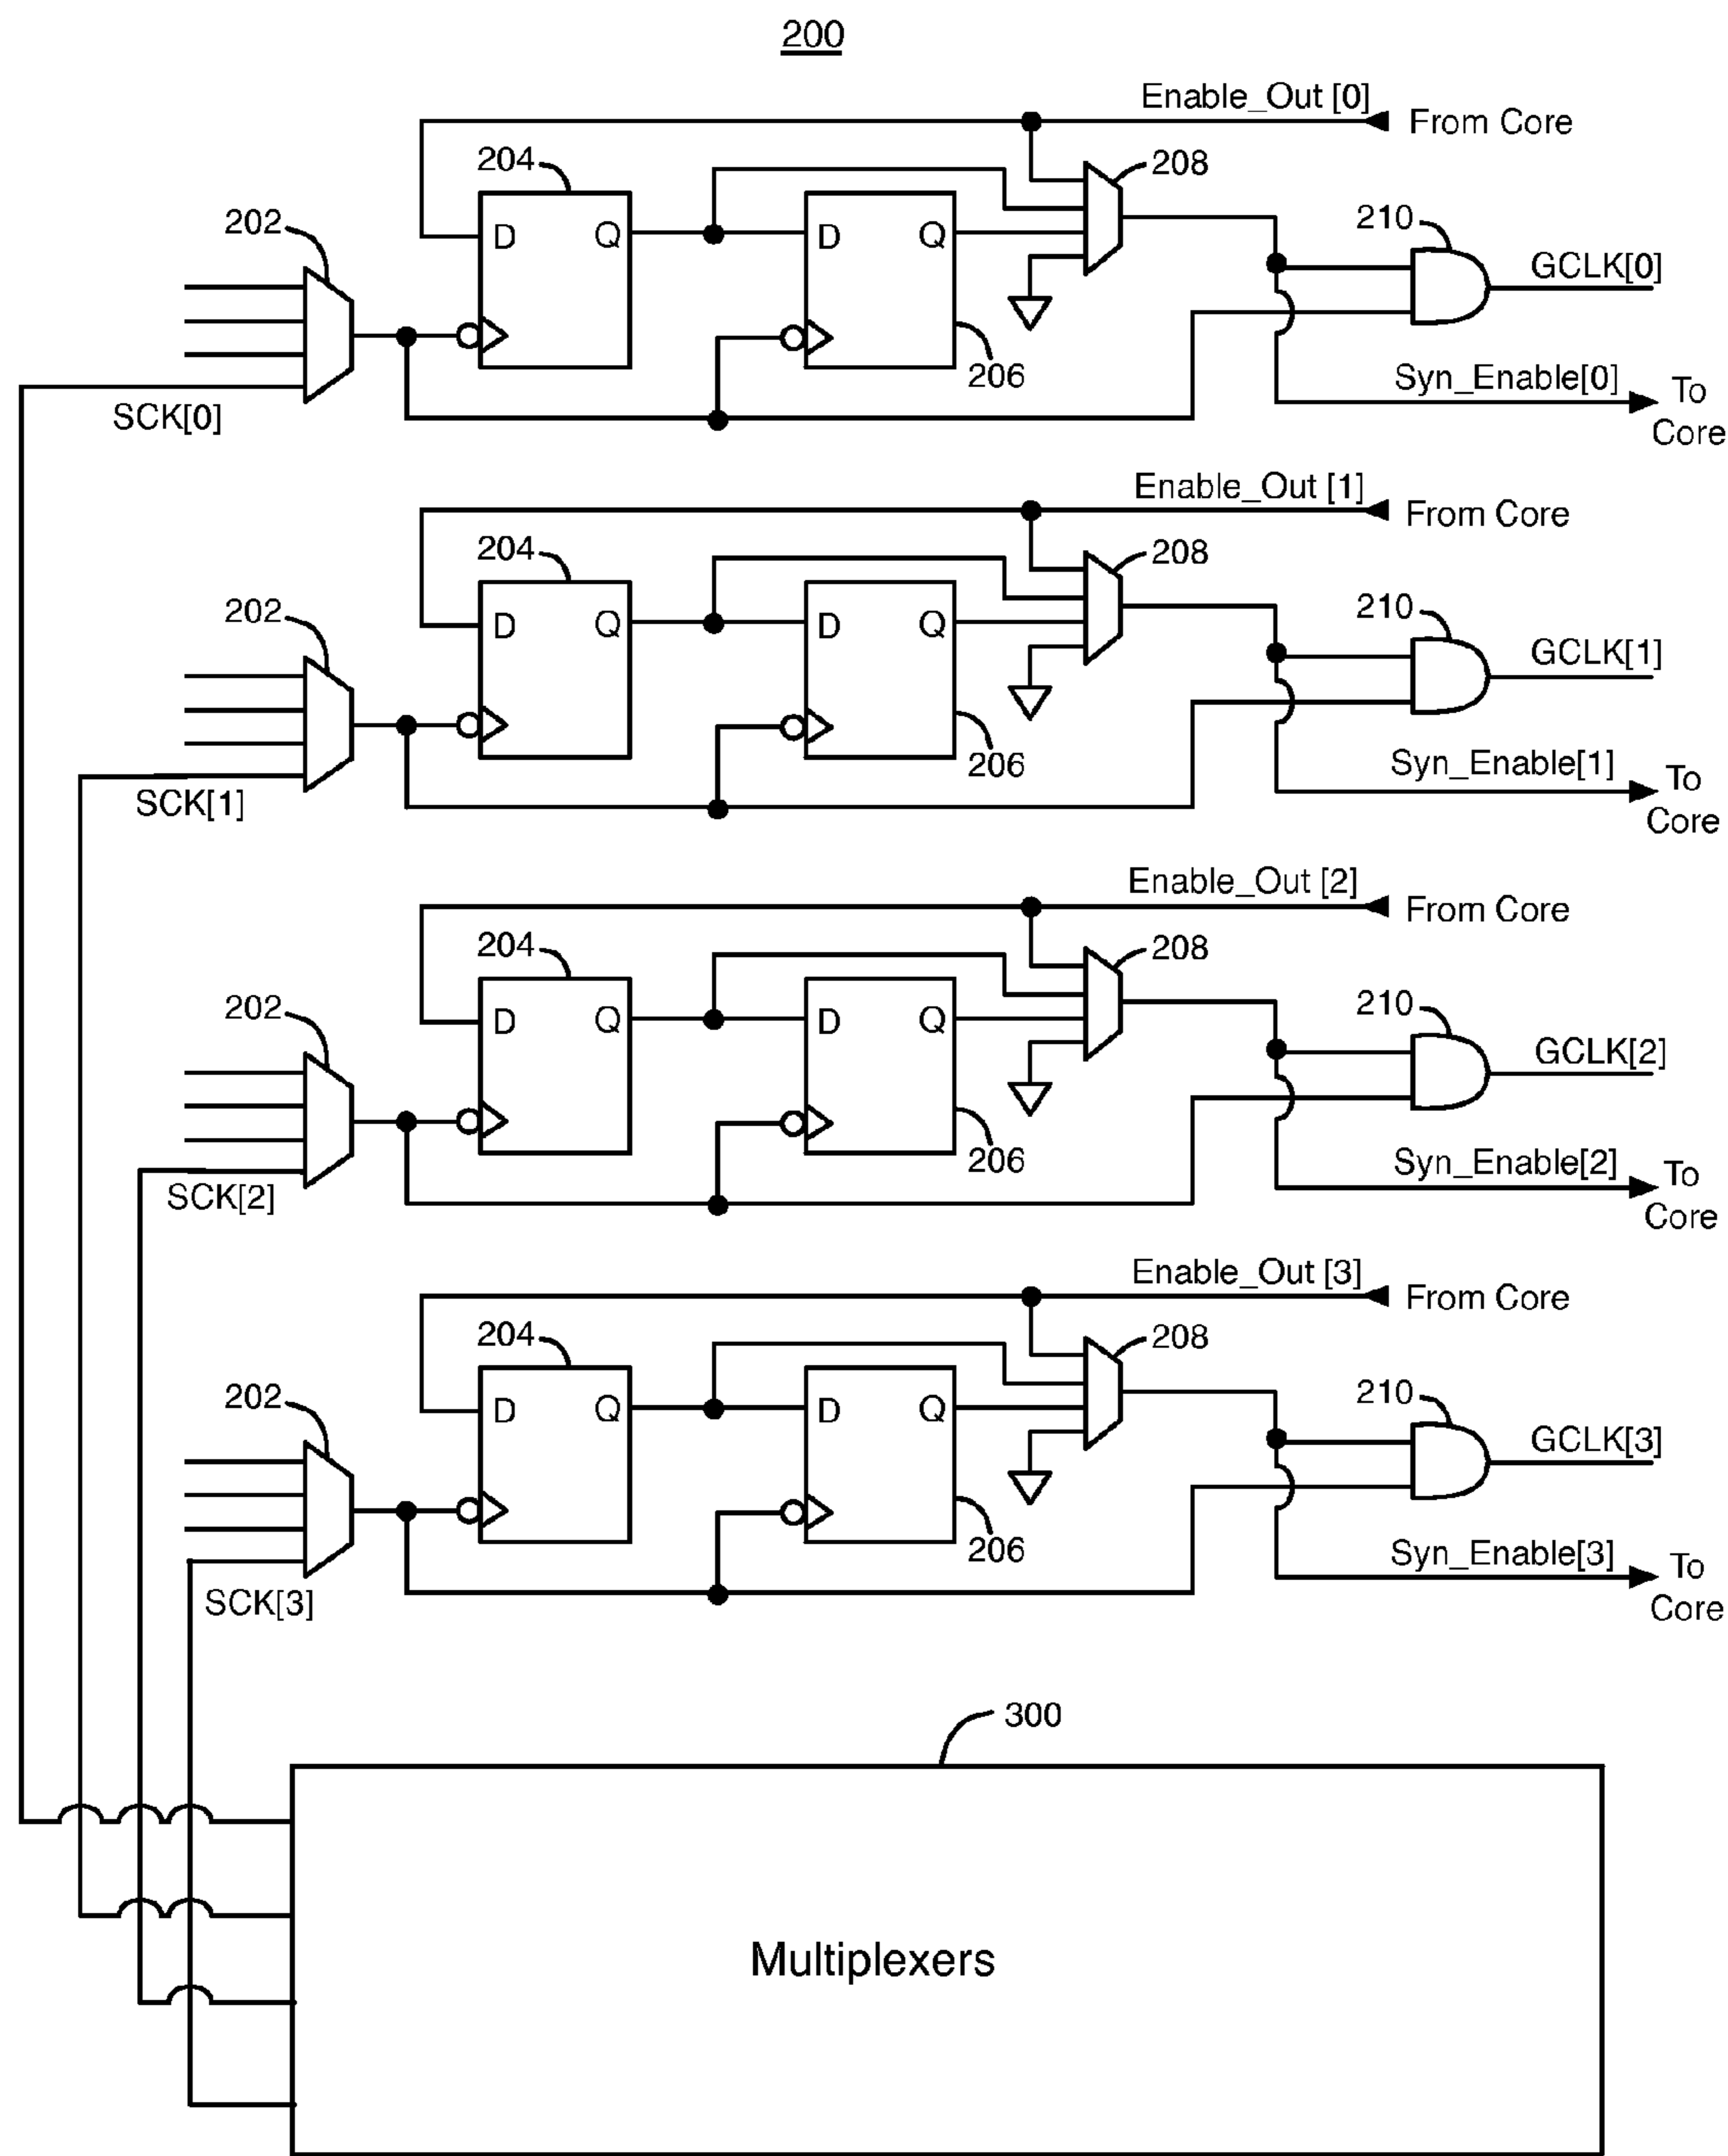 200
Enable_Out [0]
From Core
204
208
202
D
Q
D
Q
210
GCLK[0]
206
Syn_Enable[0]
To
Core
SCK[0]
Enable_Out [1]
From Core
204
208
202
D
Q
D
Q
210
GCLK[1]
206
Syn_Enable[1]
To
Core
SCK[1]
Enable_Out [2]
From Core
204
208
202
D
Q
D
Q
210
GCLK[2]
206
Syn_Enable[2]
To
Core
SCK[2]
Enable_Out [3]
From Core
204
208
202
D
Q
D
Q
210
GCLK[3]
206
Syn_Enable[3]
To
Core
SCK[3]
300
Multiplexers